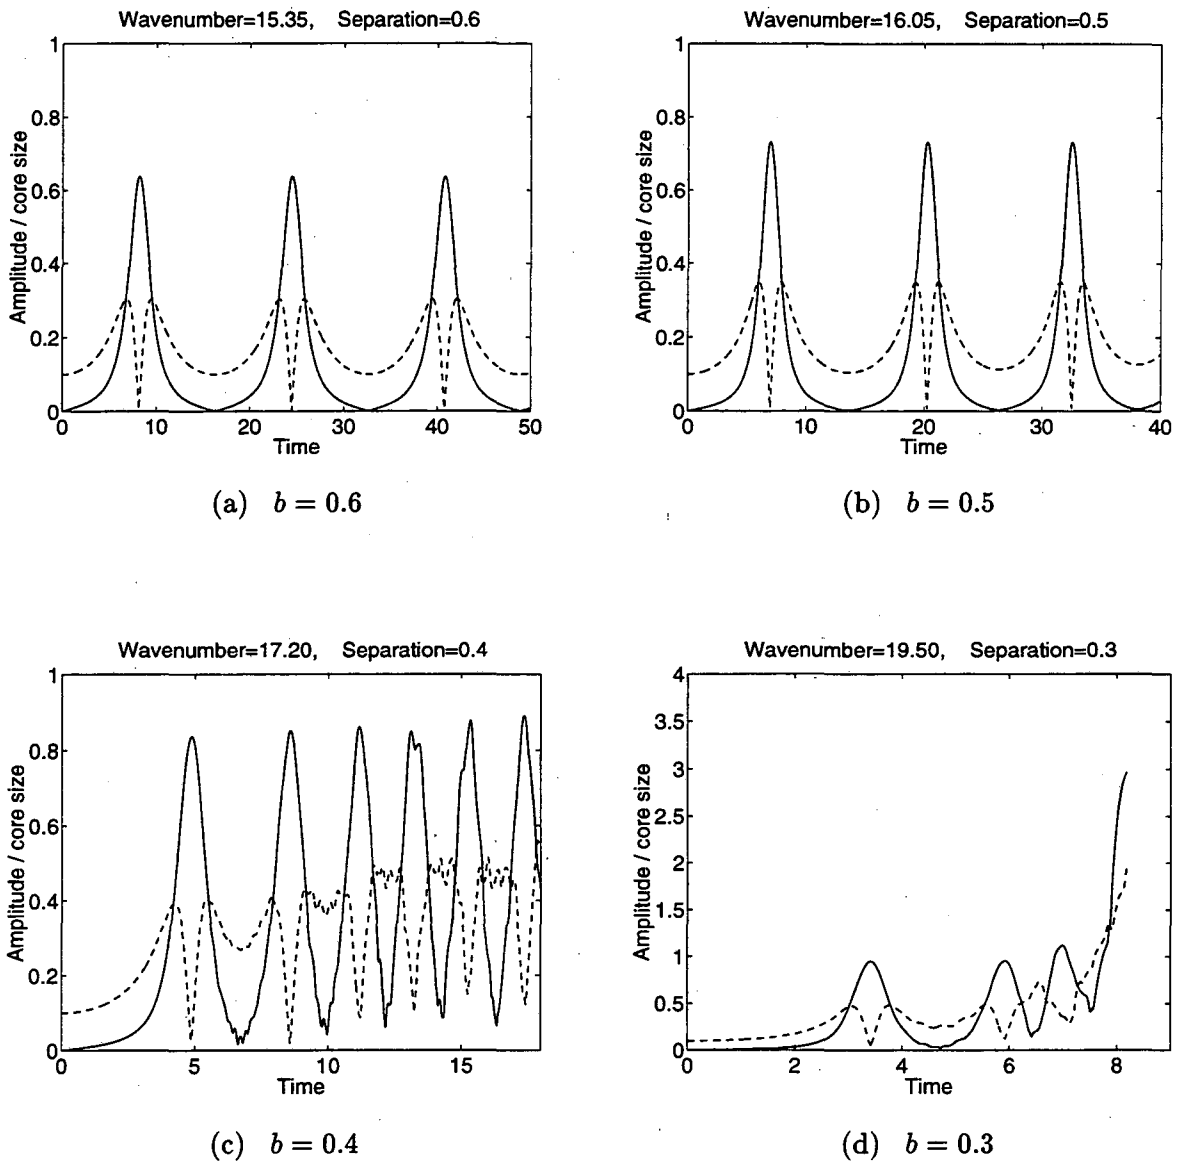 Wavenumber=15.35, Separation=0.6
Amplitude / core size
1
0.8
0.6
0.4
0.2
0
0 10 20 30 40 50
Time
(a) b = 0.6
Wavenumber=16.05, Separation=0.5
Amplitude / core size
1
0.8
0.6
0.4
0.2
0
0 10 20 30 40
Time
(b) b = 0.5
Wavenumber=17.20, Separation=0.4
Amplitude / core size
1
0.8
0.6
0.4
0.2
0
0 5 10 15
Time
(c) b = 0.4
Wavenumber=19.50, Separation=0.3
Amplitude / core size
4
3.5
3
2.5
2
1.5
1
0.5
0
0 2 4 6 8
Time
(d) b = 0.3